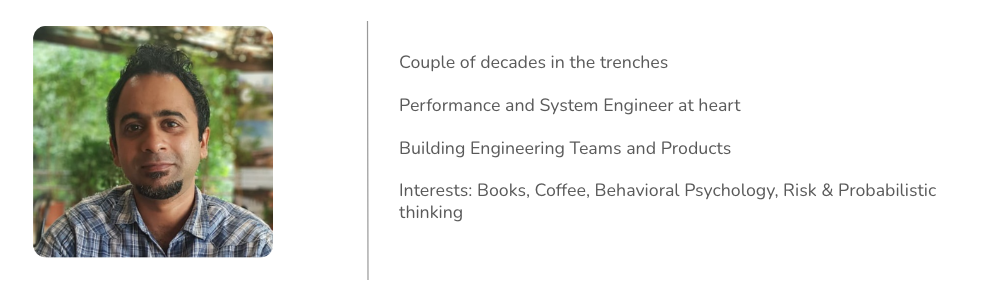 Couple of decades in the trenches
Performance and System Engineer at heart
Building Engineering Teams and Products
Interests: Books, Coffee, Behavioral Psychology, Risk & Probabilistic
thinking